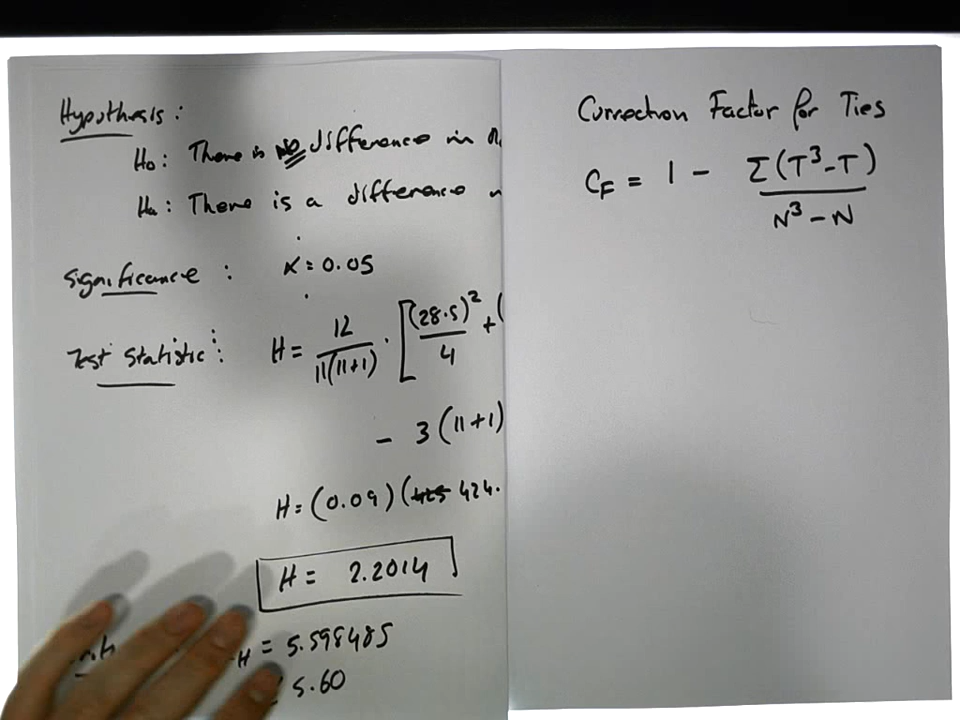 Hypothesis:
Ho: There is NO difference in
Ha: There is a difference
Significance: α = 0.05
Test Statistic: H = 12 / 11(11+1) · [(28.5)² / 4 + (
− 3(11+1)
H = (0.09)(425 424.
H = 2.2014
H = 5.598485
5.60
Correction Factor for Ties
C_F = 1 − Σ(T³−T) / N³−N